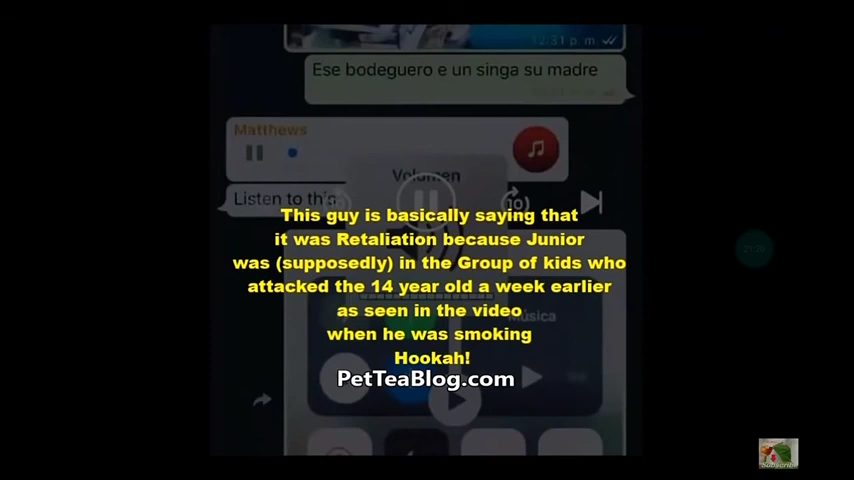 12:31 p. m.
Ese bodeguero e un singa su madre
Matthews
Volumen
Listen to this
10
This guy is basically saying that
it was Retaliation because Junior
was (supposedly) in the Group of kids who
attacked the 14 year old a week earlier
as seen in the video
Música
when he was smoking
Hookah!
PetTeaBlog.com
Subscribe